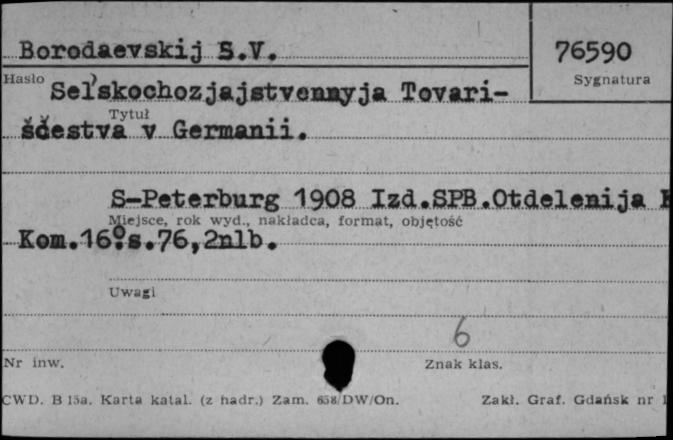 Borodaevskij S.V.
76590
Hasło
Sygnatura
Sel'skochozjajstvennyja Tovari-
Tytuł
ščestva v Germanii.
S-Peterburg 1908 Izd.SPB.Otdelenija
Miejsce, rok wyd., nakładca, format, objętość
Kom.16°s.76,2nlb.
Uwagi
6
Nr inw.
Znak klas.
CWD. B 15a. Karta katal. (z nadr.) Zam. 658/DW/On.
Zakł. Graf. Gdańsk nr